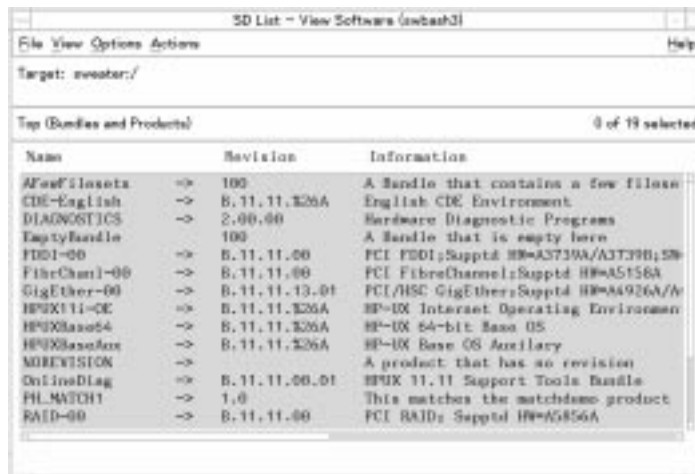 SD List - View Software (swbash3)
File View Options Actions Help
Target: sweater:/
Top (Bundles and Products) 0 of 19 selected
Name Revision Information
AFewFilesets -> 100 A Bundle that contains a few filese
CDE-English -> B.11.11.%26A English CDE Environment
DIAGNOSTICS -> 2.00.00 Hardware Diagnostic Programs
EmptyBundle 100 A Bundle that is empty here
FDDI-00 -> B.11.11.00 PCI FDDI;Supptd HW=A3739A/A3739B;SW=
FibrChanl-00 -> B.11.11.00 PCI FibreChannel;Supptd HW=A5158A
GigEther-00 -> B.11.11.13.01 PCI/HSC GigEther;Supptd HW=A4926A/A
HPUX11i-OE -> B.11.11.%26A HP-UX Internet Operating Environmen
HPUXBase64 -> B.11.11.%26A HP-UX 64-bit Base OS
HPUXBaseAux -> B.11.11.%26A HP-UX Base OS Auxilary
NOREVISION -> A product that has no revision
OnlineDiag -> B.11.11.00.01 HPUX 11.11 Support Tools Bundle
PH_MATCH1 -> 1.0 This matches the matchdemo product
RAID-00 -> B.11.11.00 PCI RAID; Supptd HW=A5856A